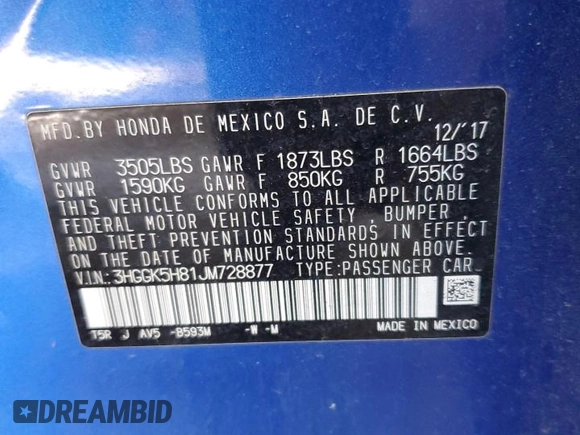 MFD. BY HONDA DE MEXICO S.A. DE C.V.
12/'17
GVWR 3505LBS GAWR F 1873LBS R 1664LBS
GVWR 1590KG GAWR F 850KG R 755KG
THIS VEHICLE CONFORMS TO ALL APPLICABLE
FEDERAL MOTOR VEHICLE SAFETY, BUMPER,
AND THEFT PREVENTION STANDARDS IN EFFECT
ON THE DATE OF MANUFACTURE SHOWN ABOVE.
V.I.N.: 3HGGK5H81JM728877 TYPE: PASSENGER CAR
T5R J AV5 -B593M -W -M MADE IN MEXICO
DREAMBID